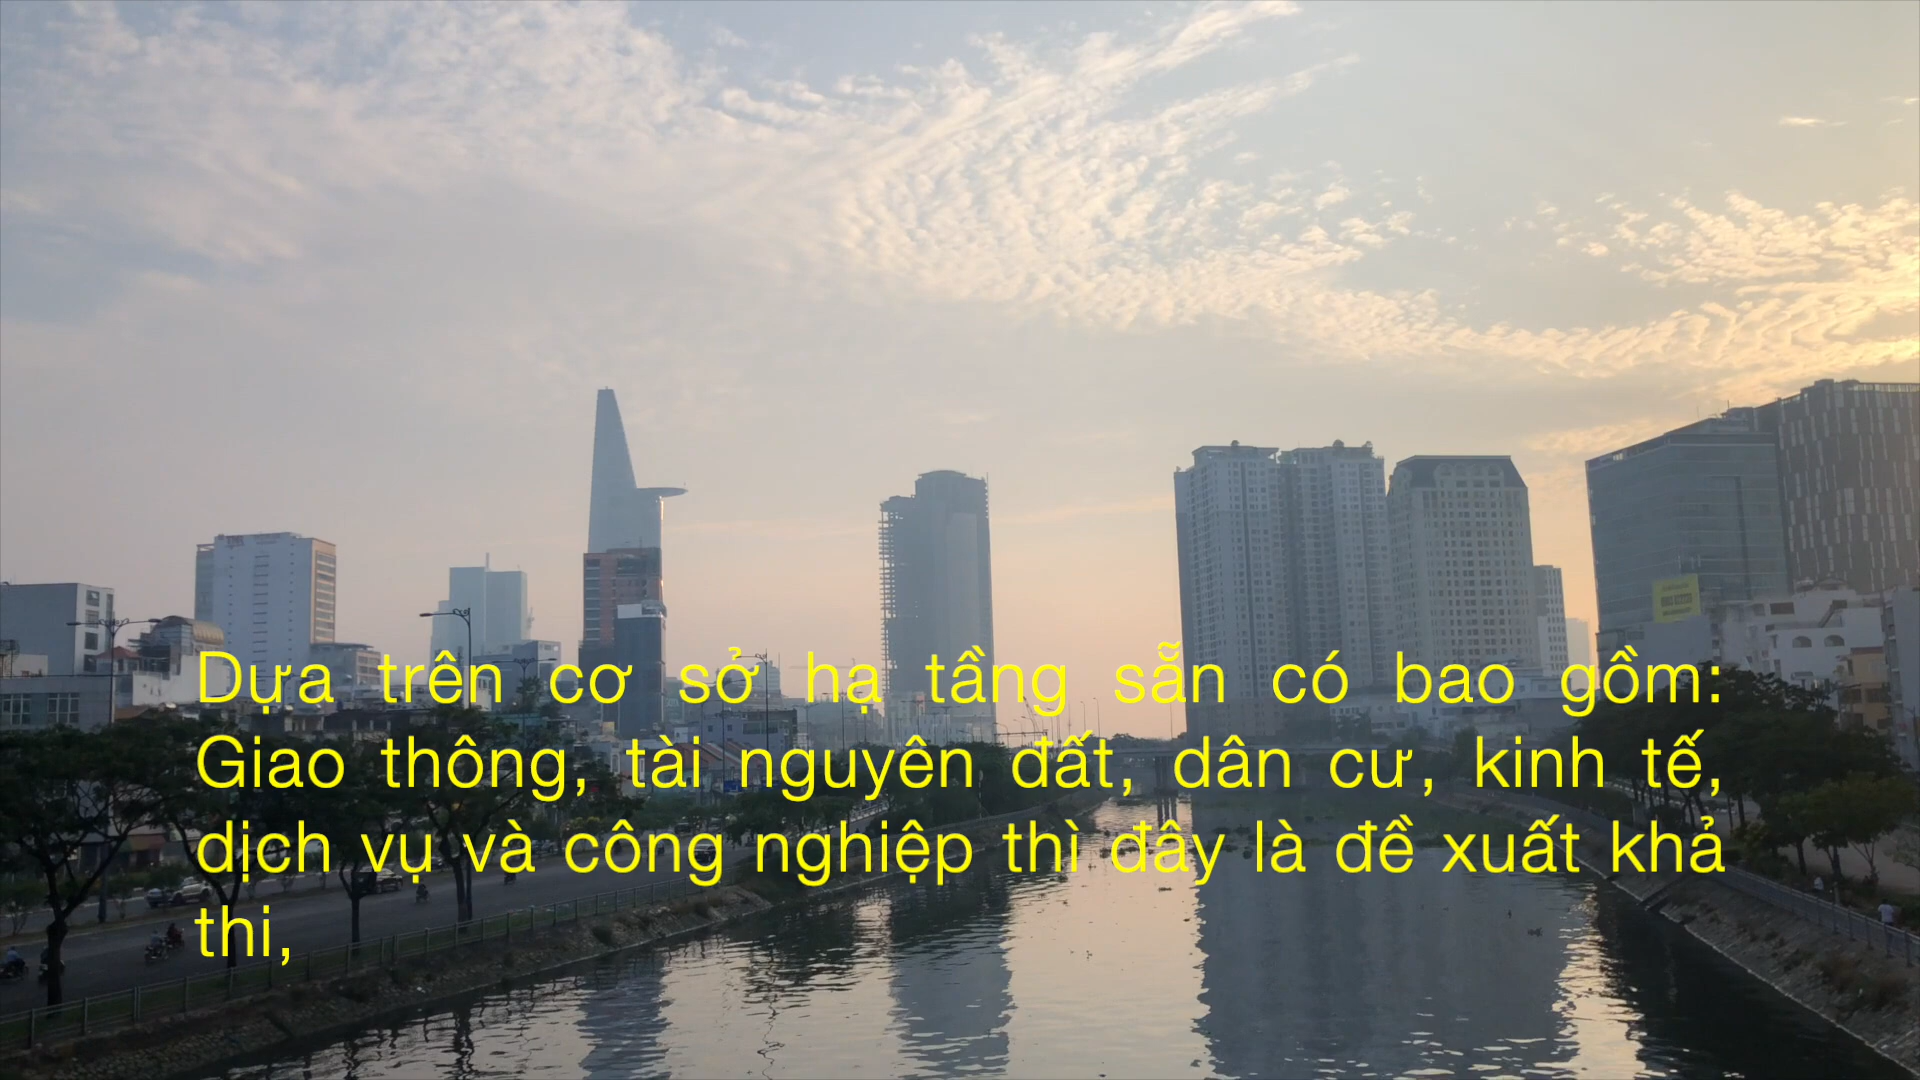 Dựa trên cơ sở hạ tầng sẵn có bao gồm:
Giao thông, tài nguyên đất, dân cư, kinh tế,
dịch vụ và công nghiệp thì đây là đề xuất khả
thi,